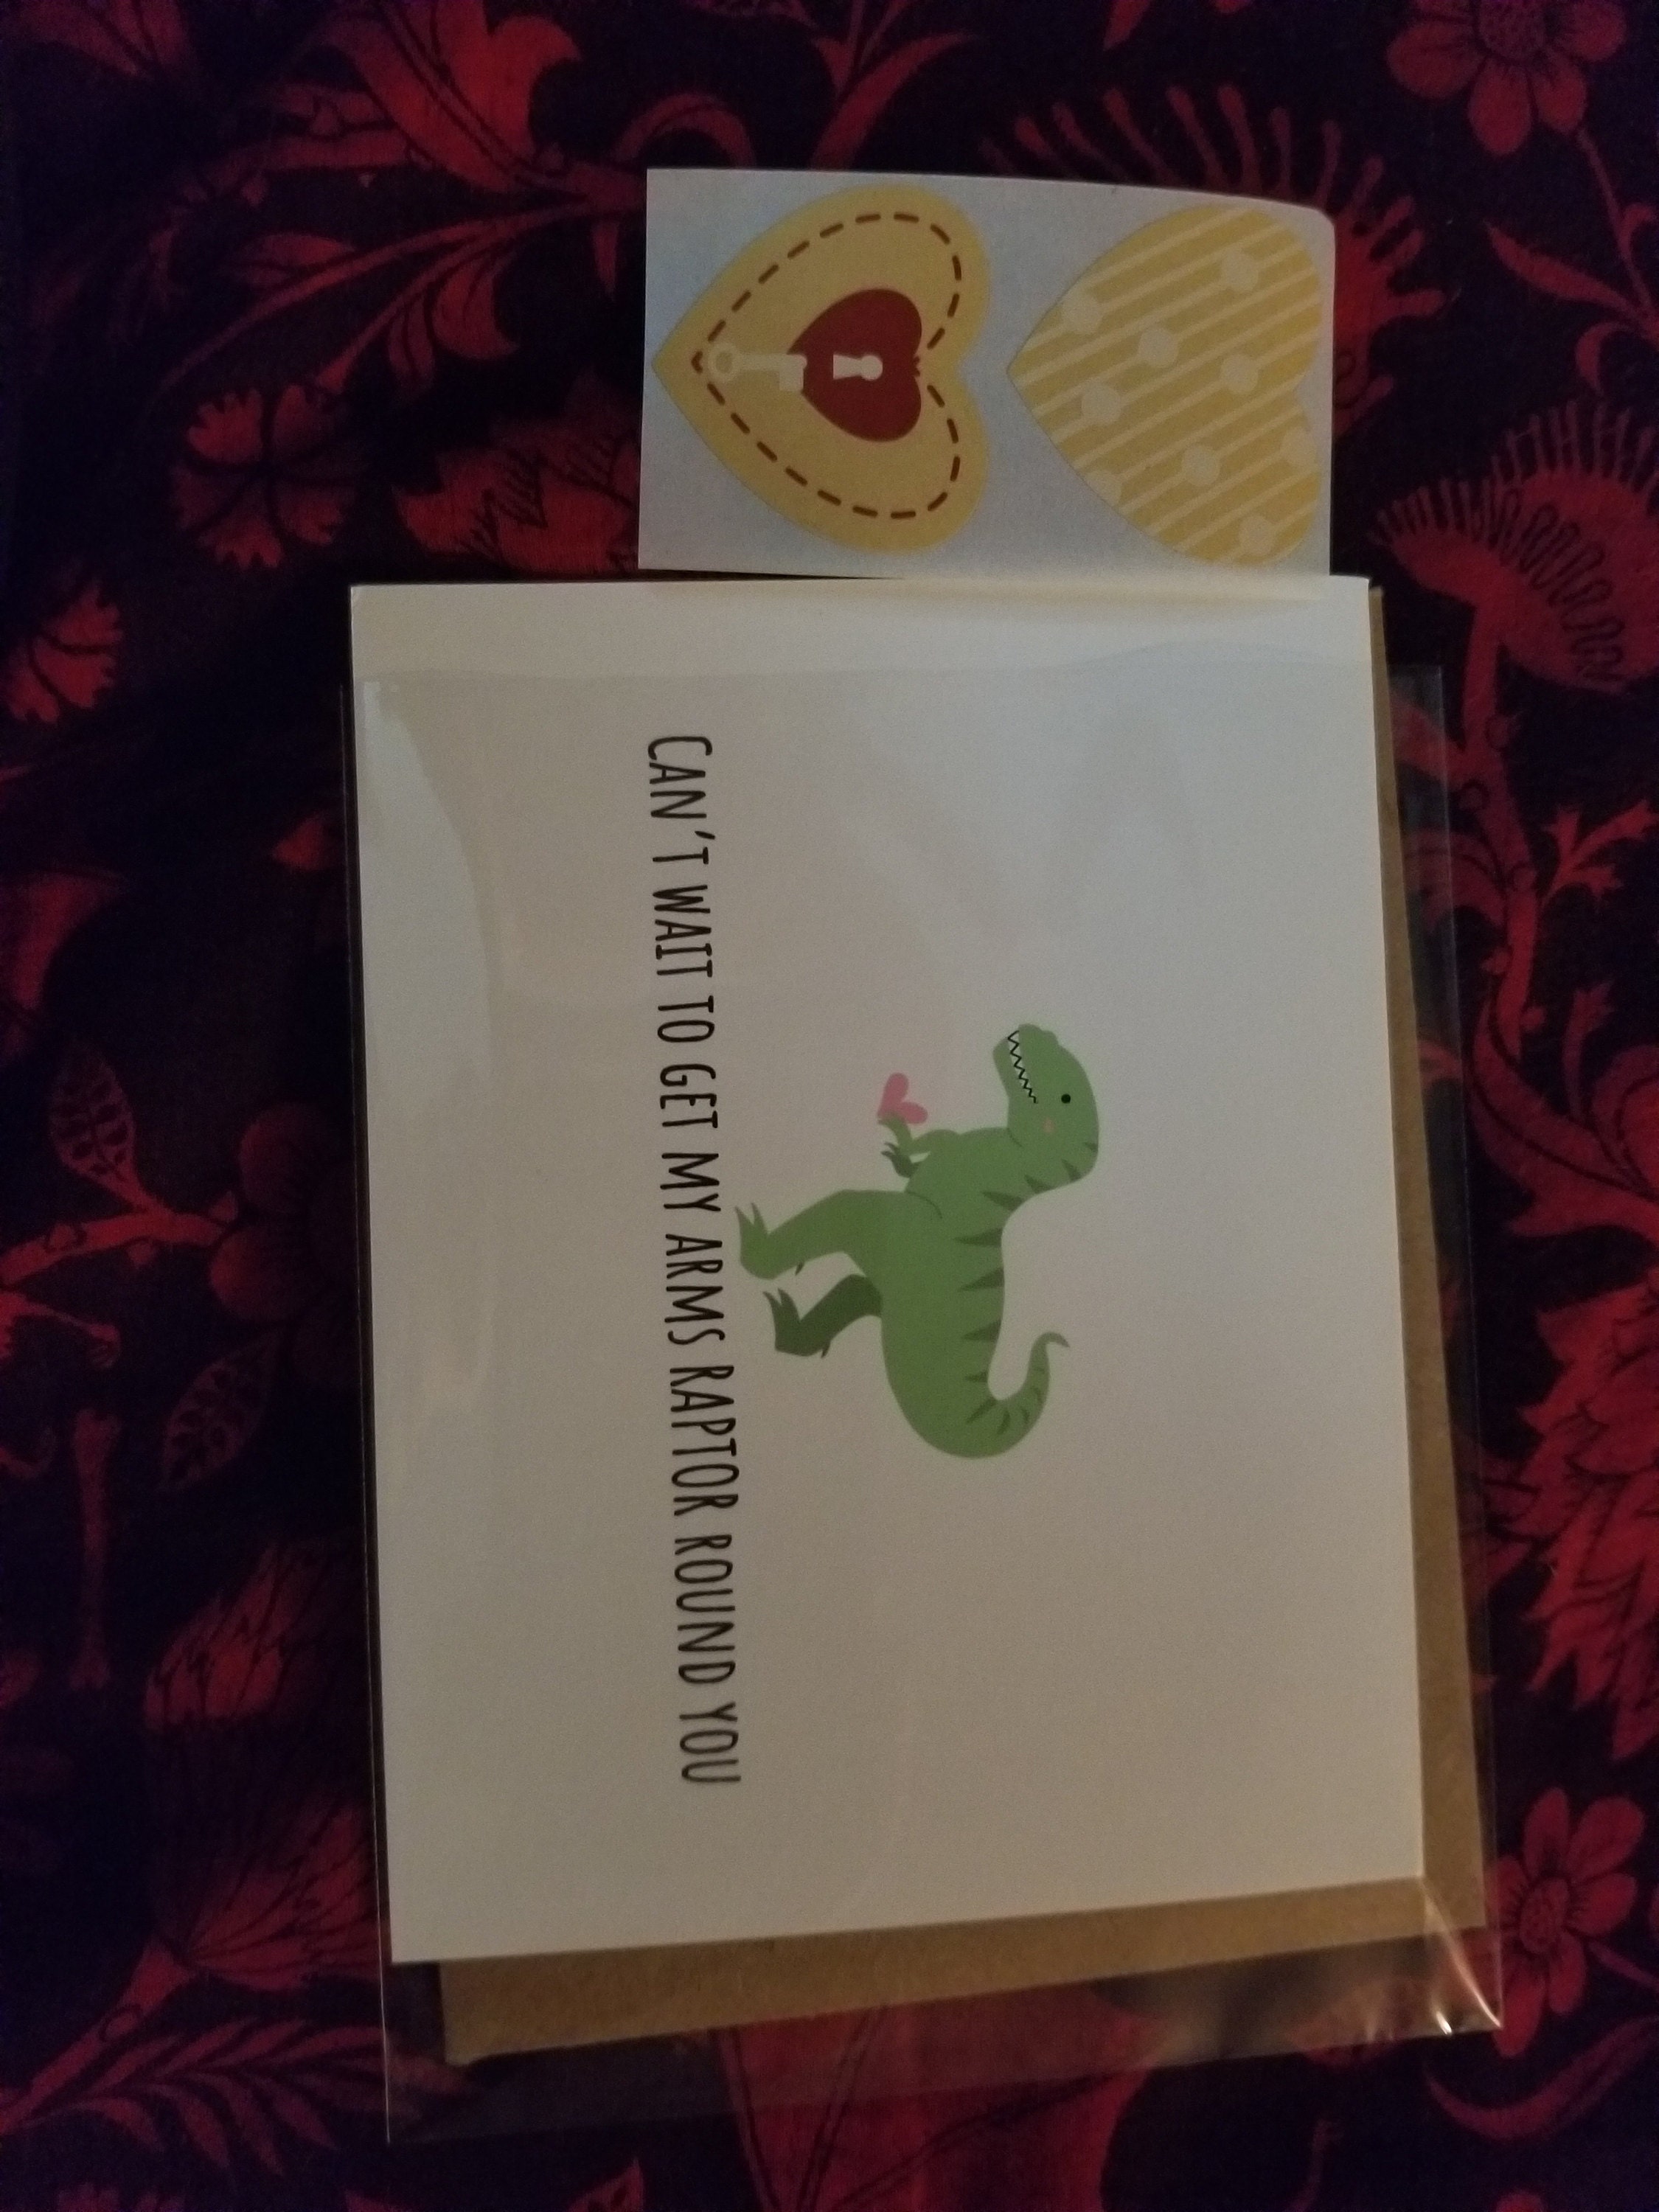 CAN'T WAIT TO GET MY ARMS RAPTOR ROUND YOU